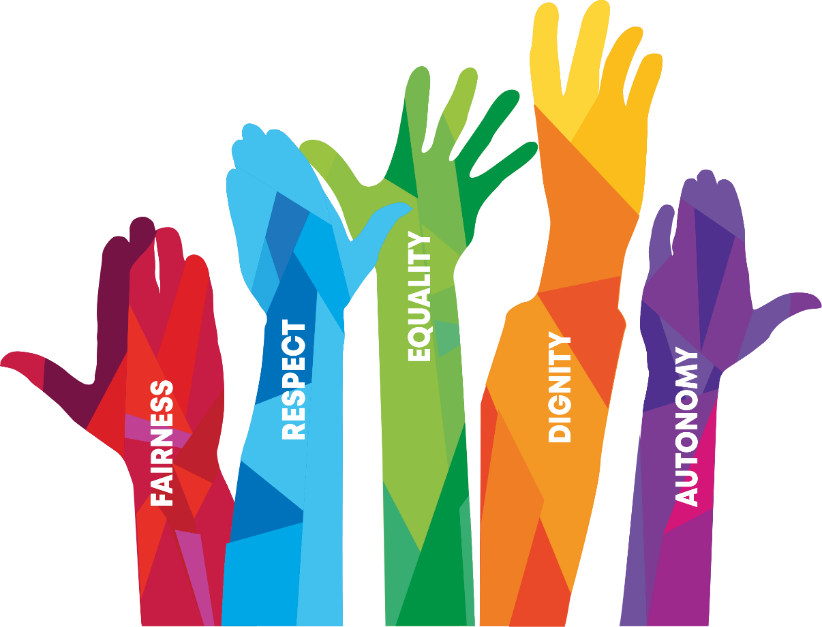 FAIRNESS
RESPECT
EQUALITY
DIGNITY
AUTONOMY